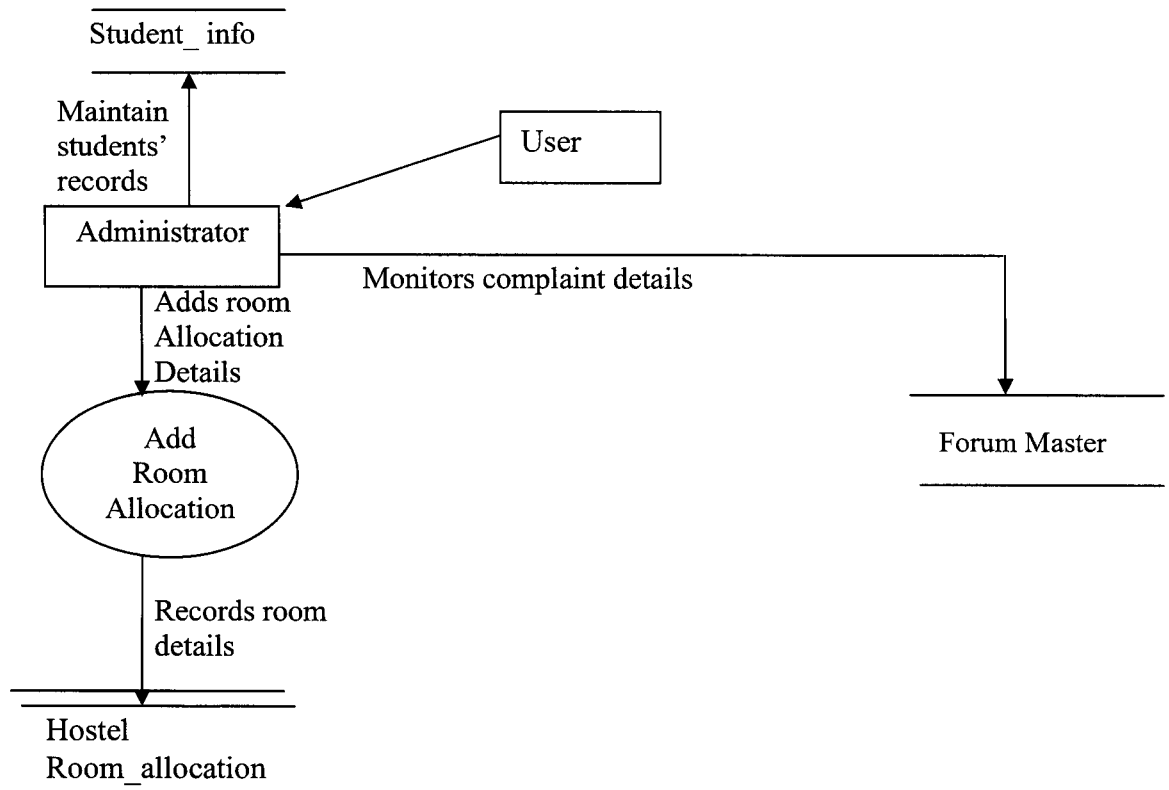 Student_ info
Maintain
students'
records
User
Administrator
Monitors complaint details
Adds room
Allocation
Details
Add
Room
Allocation
Forum Master
Records room
details
Hostel
Room_allocation